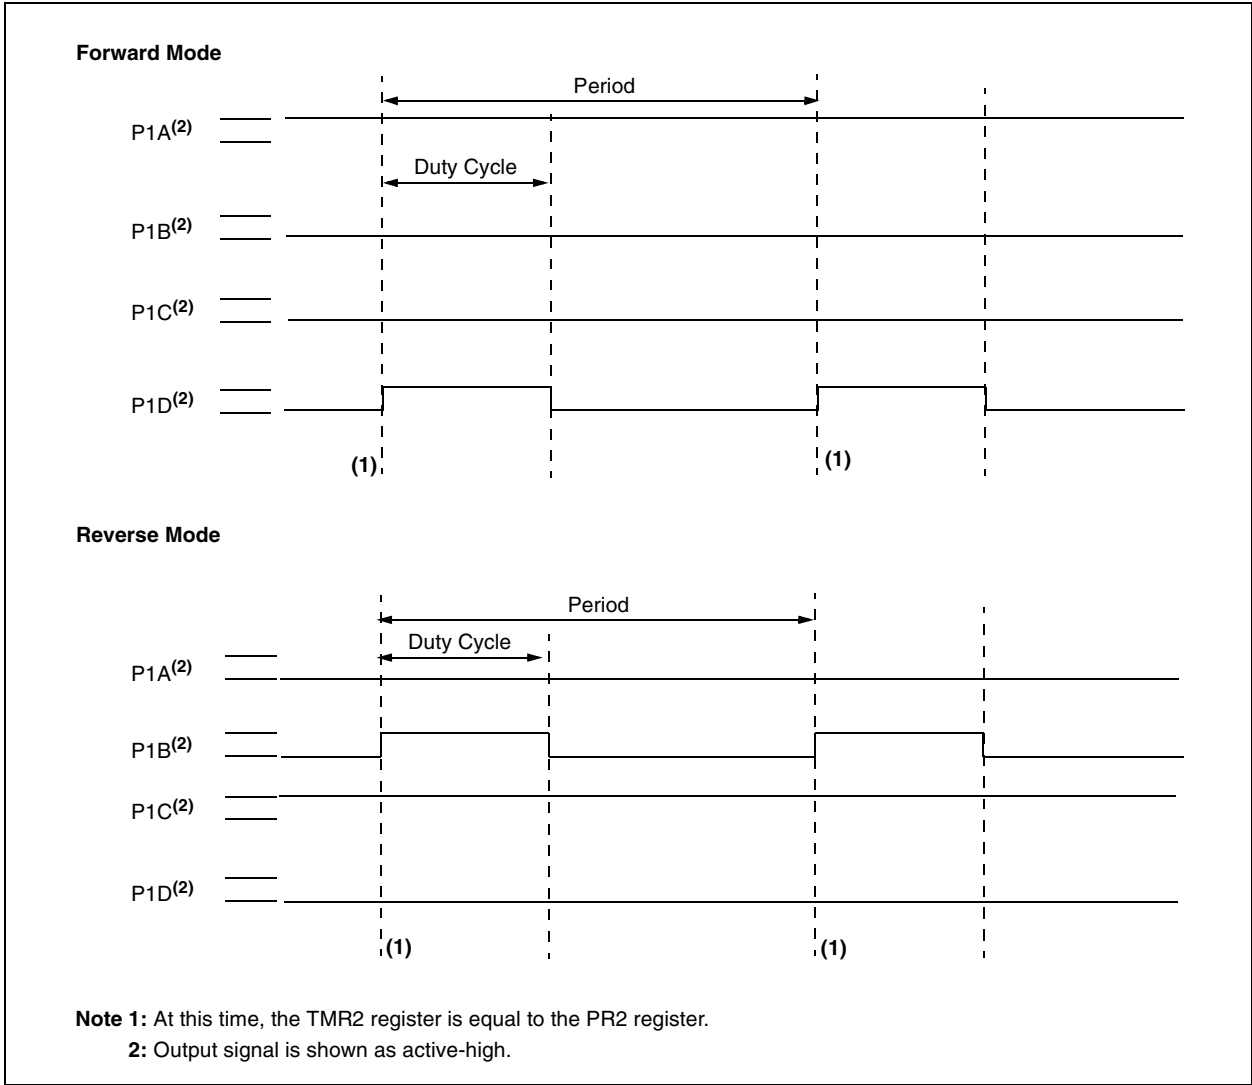 Forward Mode
Period
P1A(2)
Duty Cycle
P1B(2)
P1C(2)
P1D(2)
(1)
(1)
Reverse Mode
Period
Duty Cycle
P1A(2)
P1B(2)
P1C(2)
P1D(2)
(1)
(1)
Note 1: At this time, the TMR2 register is equal to the PR2 register.
2: Output signal is shown as active-high.